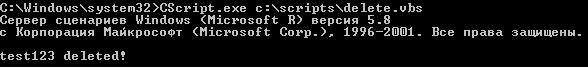 C:\Windows\system32>CScript.exe c:\scripts\delete.vbs
Сервер сценариев Windows (Microsoft R) версия 5.8
с Корпорация Майкрософт (Microsoft Corp.), 1996-2001. Все права защищены.
test123 deleted!